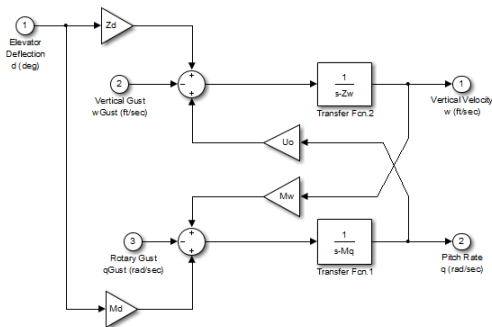 1
Elevator
Deflection
d (deg)
Zd
2
Vertical Gust
wGust (ft/sec)
1
s-Zw
Transfer Fcn.2
1
Vertical Velocity
w (ft/sec)
Uo
Mw
3
Rotary Gust
qGust (rad/sec)
1
s-Mq
Transfer Fcn.1
2
Pitch Rate
q (rad/sec)
Md